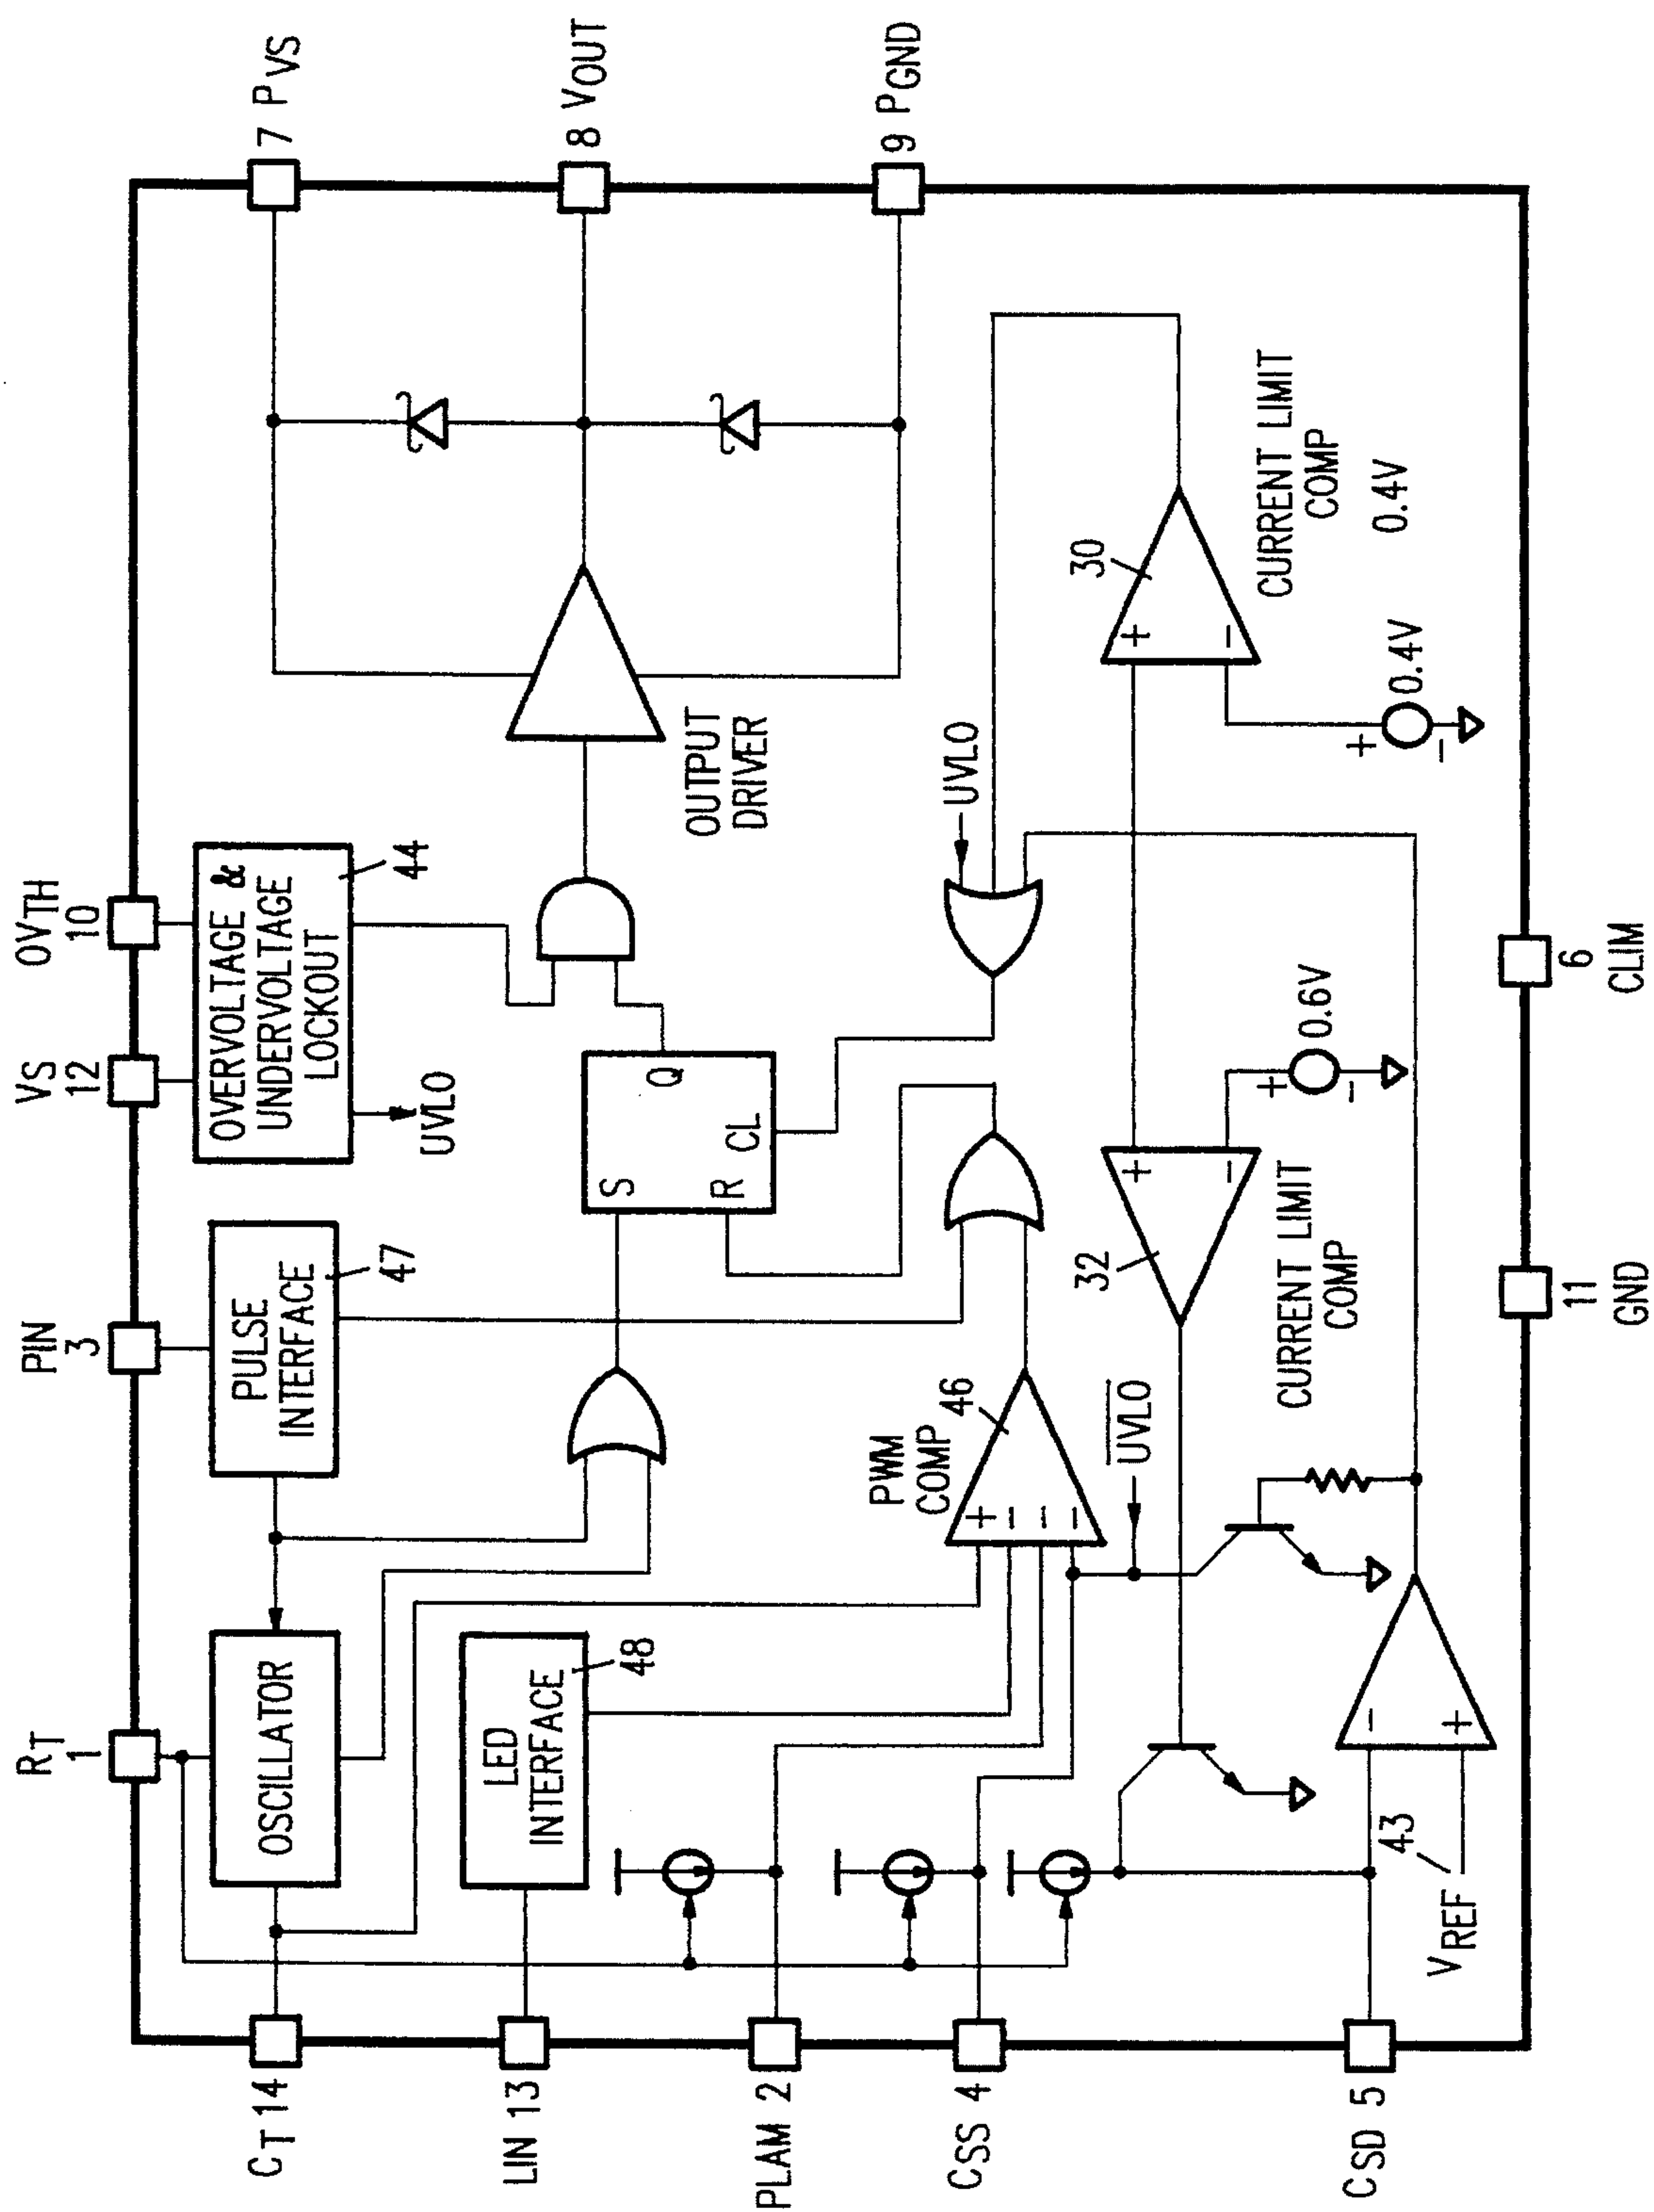 RT
1
PIN
3
VS
12
OVTH
10
CT 14
LIN 13
PLAM 2
CSS 4
CSD 5
7 PVS
8 VOUT
9 PGND
11
GND
6
CLIM
OSCILLATOR
PULSE
INTERFACE
47
OVERVOLTAGE &
UNDERVOLTAGE
LOCKOUT
44
UVLO
LED
INTERFACE
48
S
R
Q
CL
OUTPUT
DRIVER
PWM
COMP
46
+
−
−
−
UVLO
UVLO
32
+
−
CURRENT LIMIT
COMP
+
−
0.6V
30
+
−
CURRENT LIMIT
COMP
0.4V
+
−
0.4V
−
+
43
VREF